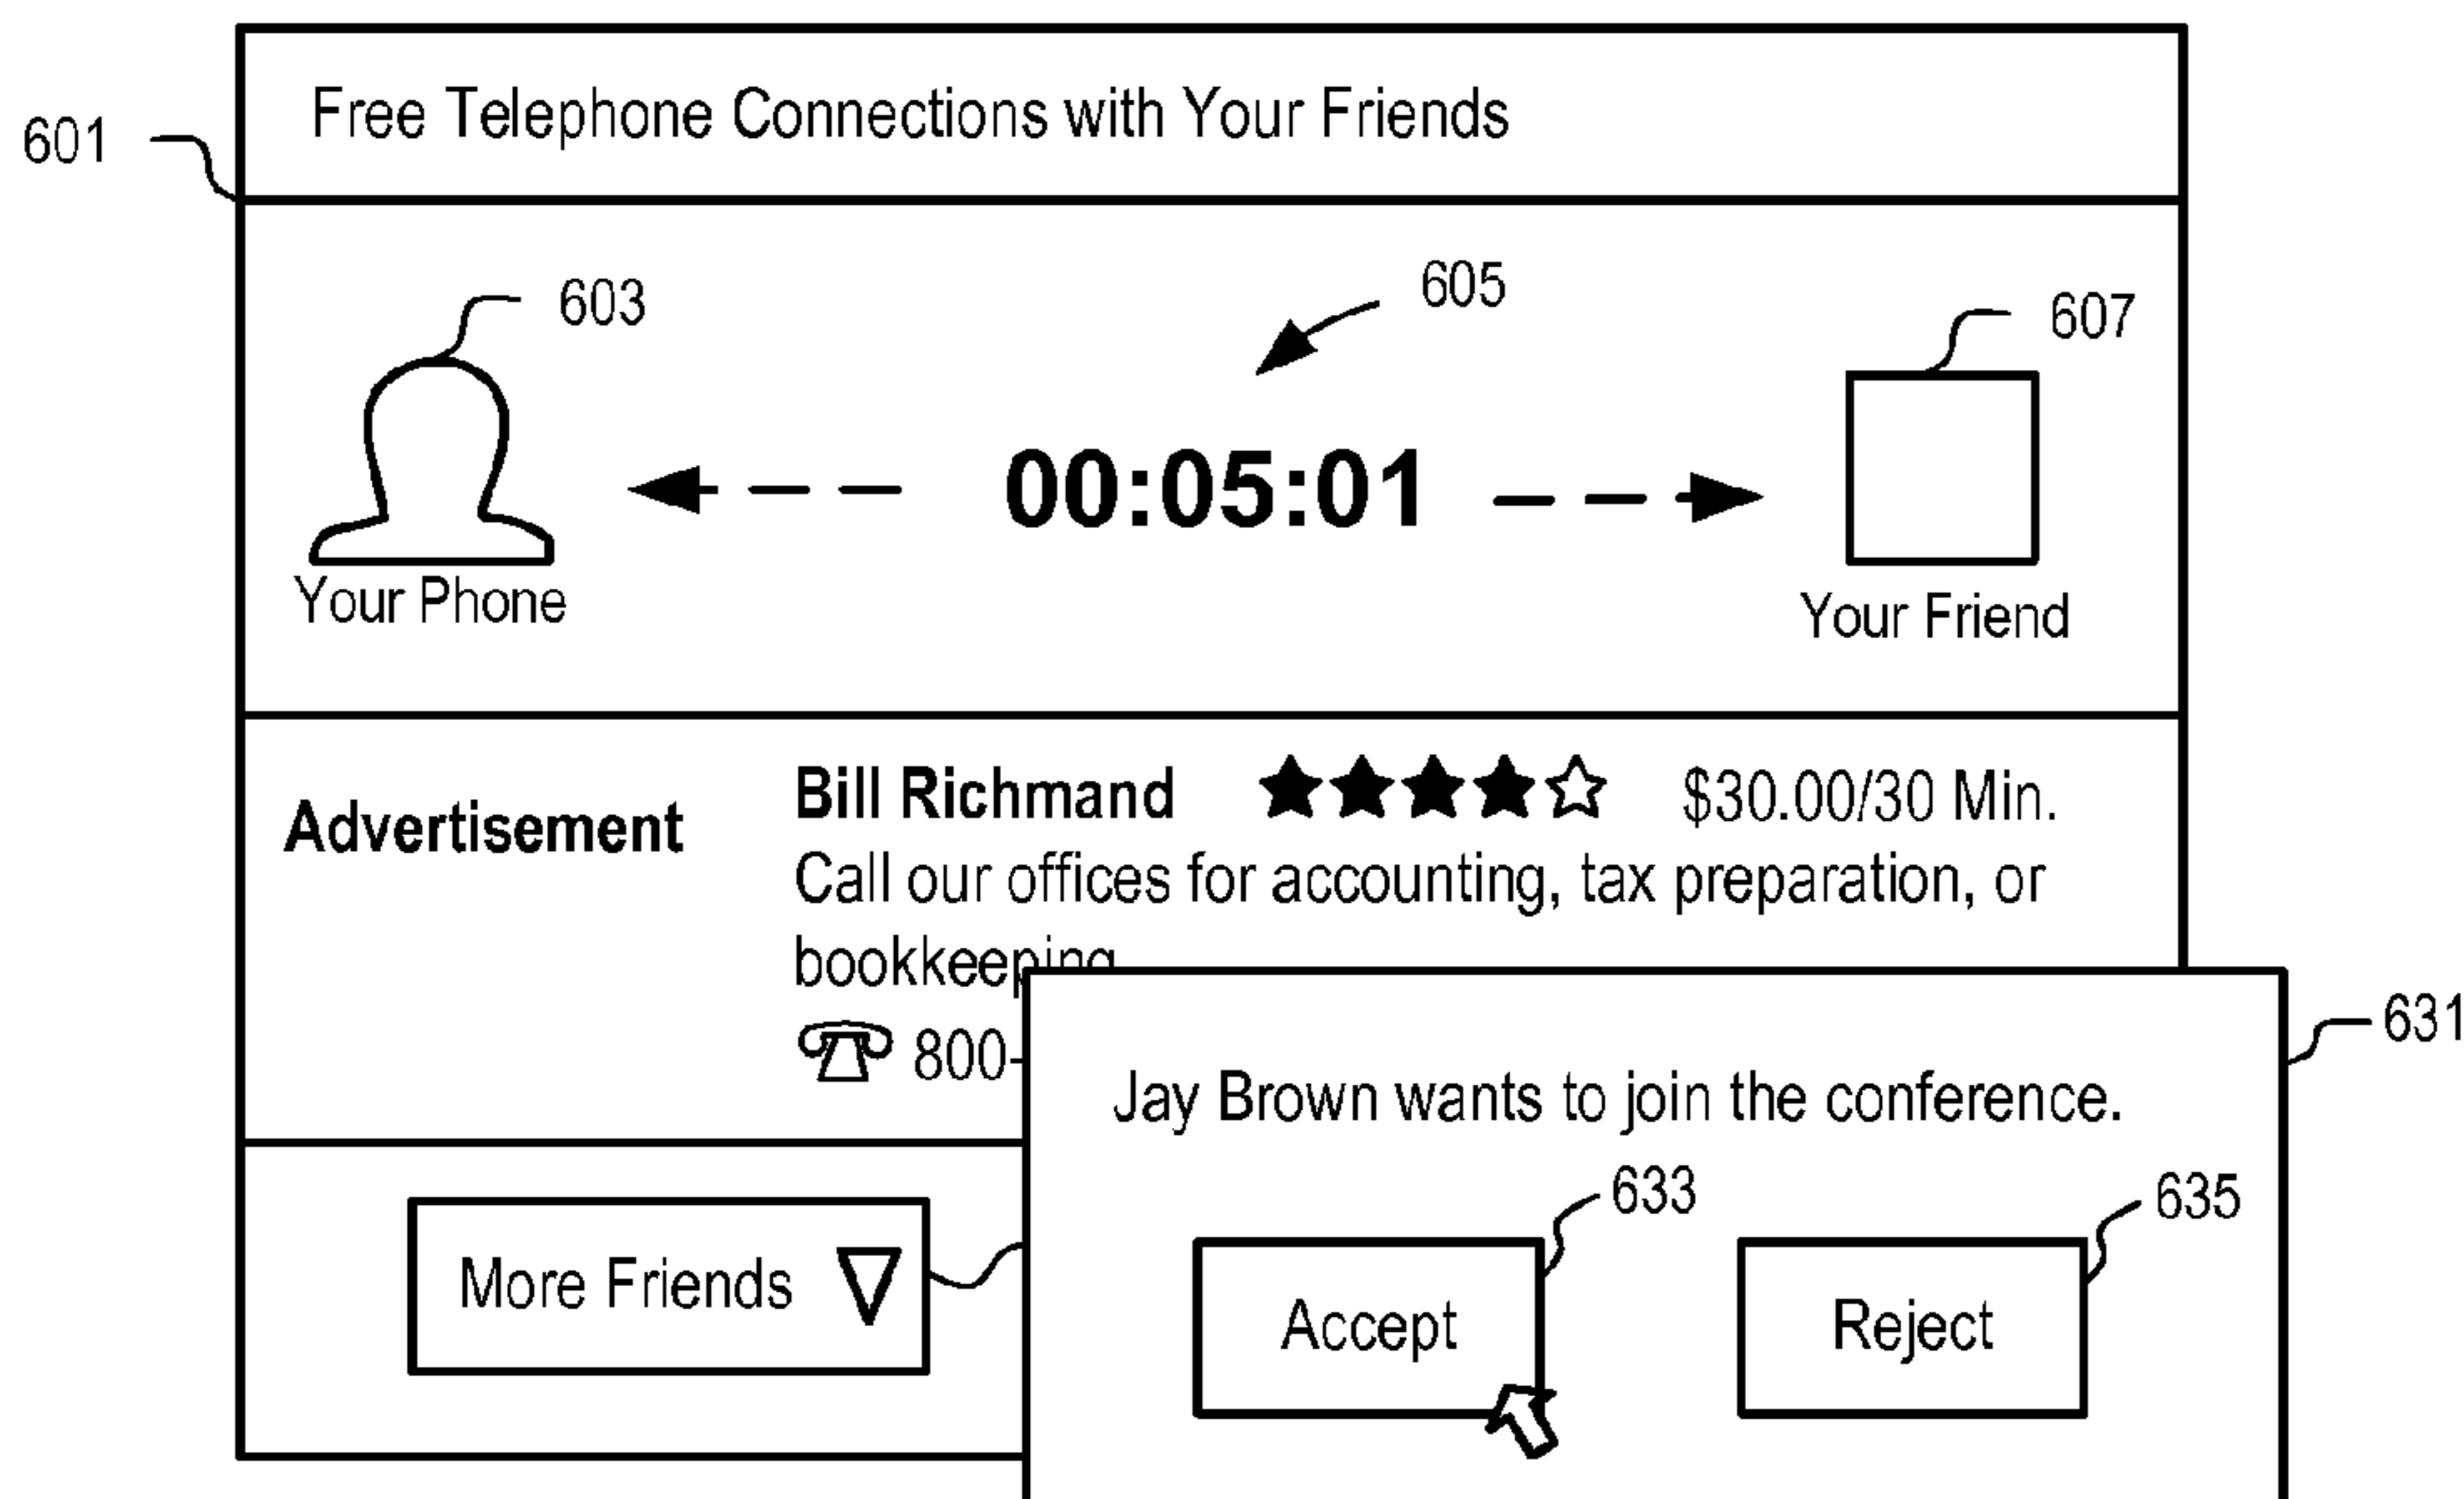 Free Telephone Connections with Your Friends
601
603
605
607
00:05:01
Your Phone
Your Friend
Advertisement
Bill Richmand $30.00/30 Min.
Call our offices for accounting, tax preparation, or
bookkeeping
800-
631
Jay Brown wants to join the conference.
633
635
More Friends
Accept
Reject